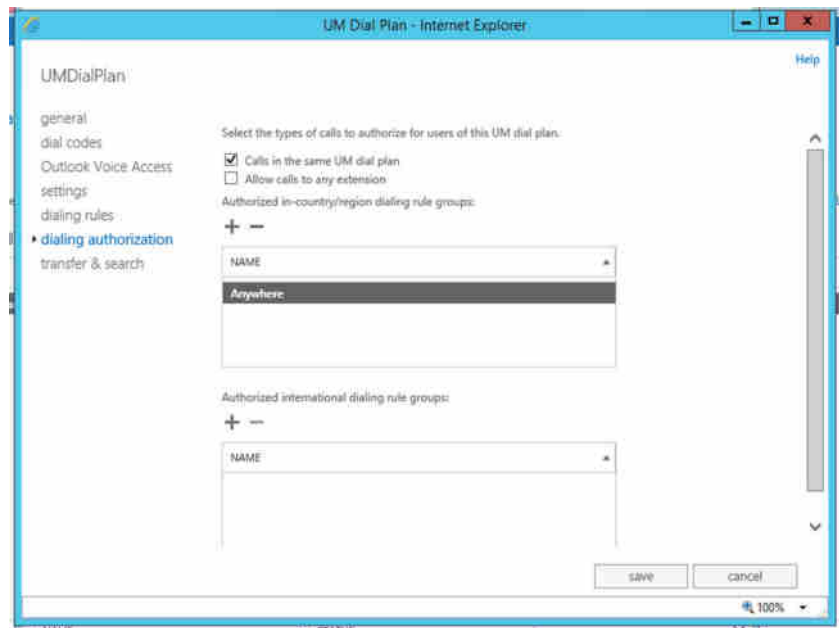 UM Dial Plan - Internet Explorer
Help
UMDialPlan
general
dial codes
Outlook Voice Access
settings
dialing rules
dialing authorization
transfer & search
Select the types of calls to authorize for users of this UM dial plan.
Calls in the same UM dial plan
Allow calls to any extension
Authorized in-country/region dialing rule groups:
NAME
Anywhere
Authorized international dialing rule groups:
NAME
save
cancel
100%